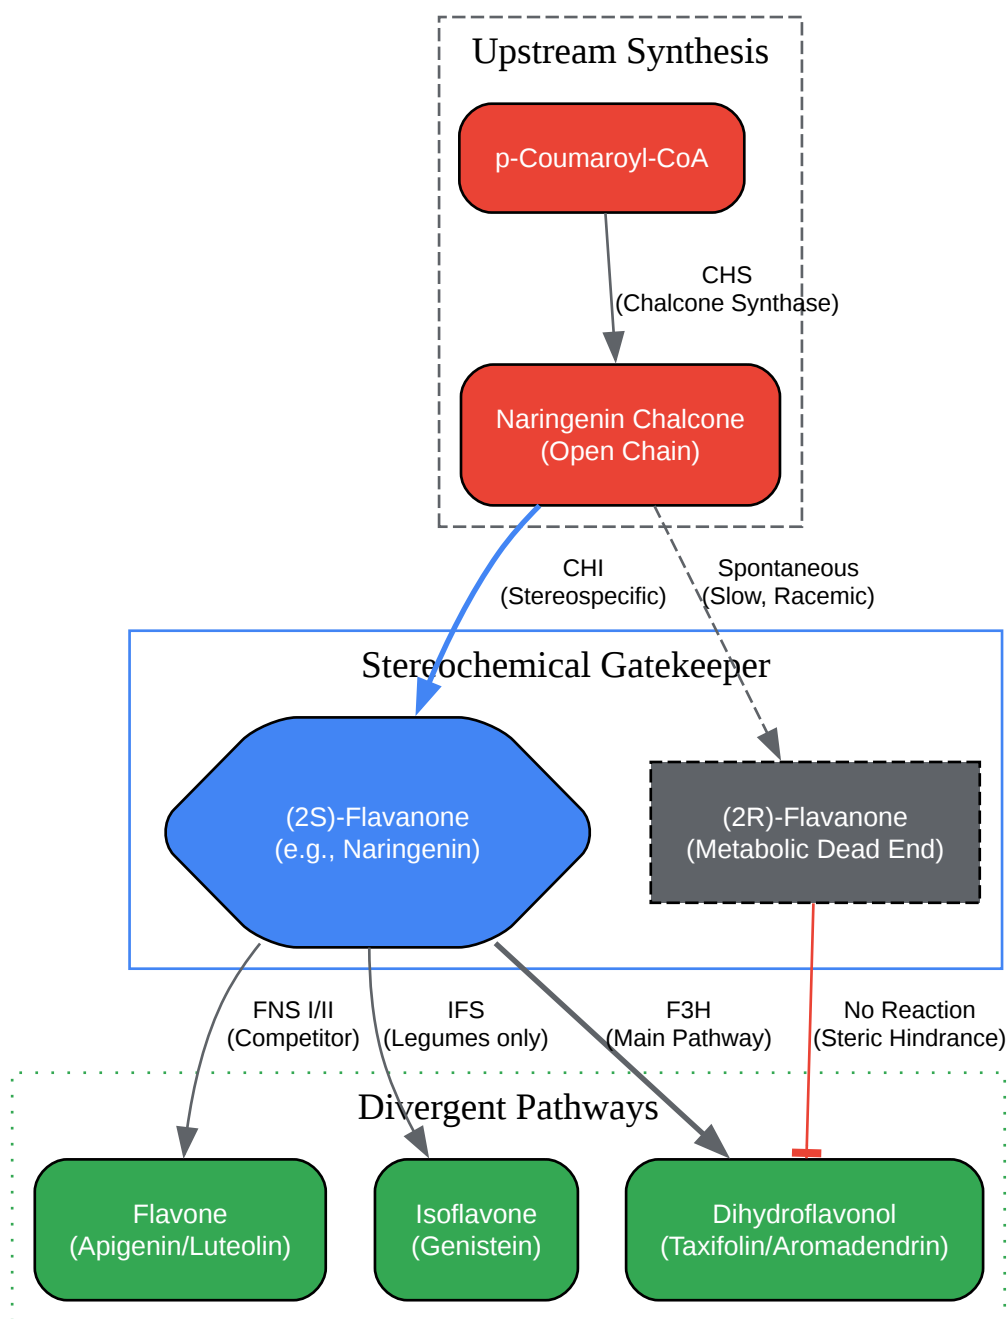 Upstream Synthesis
p-Coumaroyl-CoA
CHS
(Chalcone Synthase)
Naringenin Chalcone
(Open Chain)
CHI
(Stereospecific)
Spontaneous
(Slow, Racemic)
Stereochemical Gatekeeper
(2S)-Flavanone
(e.g., Naringenin)
(2R)-Flavanone
(Metabolic Dead End)
FNS I/II
(Competitor)
IFS
(Legumes only)
F3H
(Main Pathway)
No Reaction
(Steric Hindrance)
Divergent Pathways
Flavone
(Apigenin/Luteolin)
Isoflavone
(Genistein)
Dihydroflavonol
(Taxifolin/Aromadendrin)